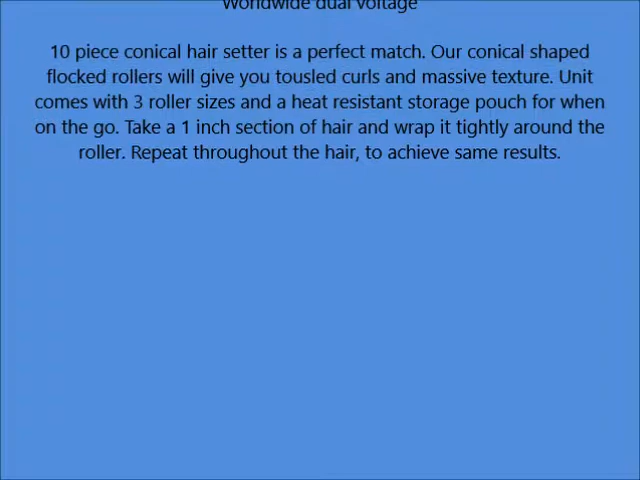 Worldwide dual voltage
10 piece conical hair setter is a perfect match. Our conical shaped
flocked rollers will give you tousled curls and massive texture. Unit
comes with 3 roller sizes and a heat resistant storage pouch for when
on the go. Take a 1 inch section of hair and wrap it tightly around the
roller. Repeat throughout the hair, to achieve same results.